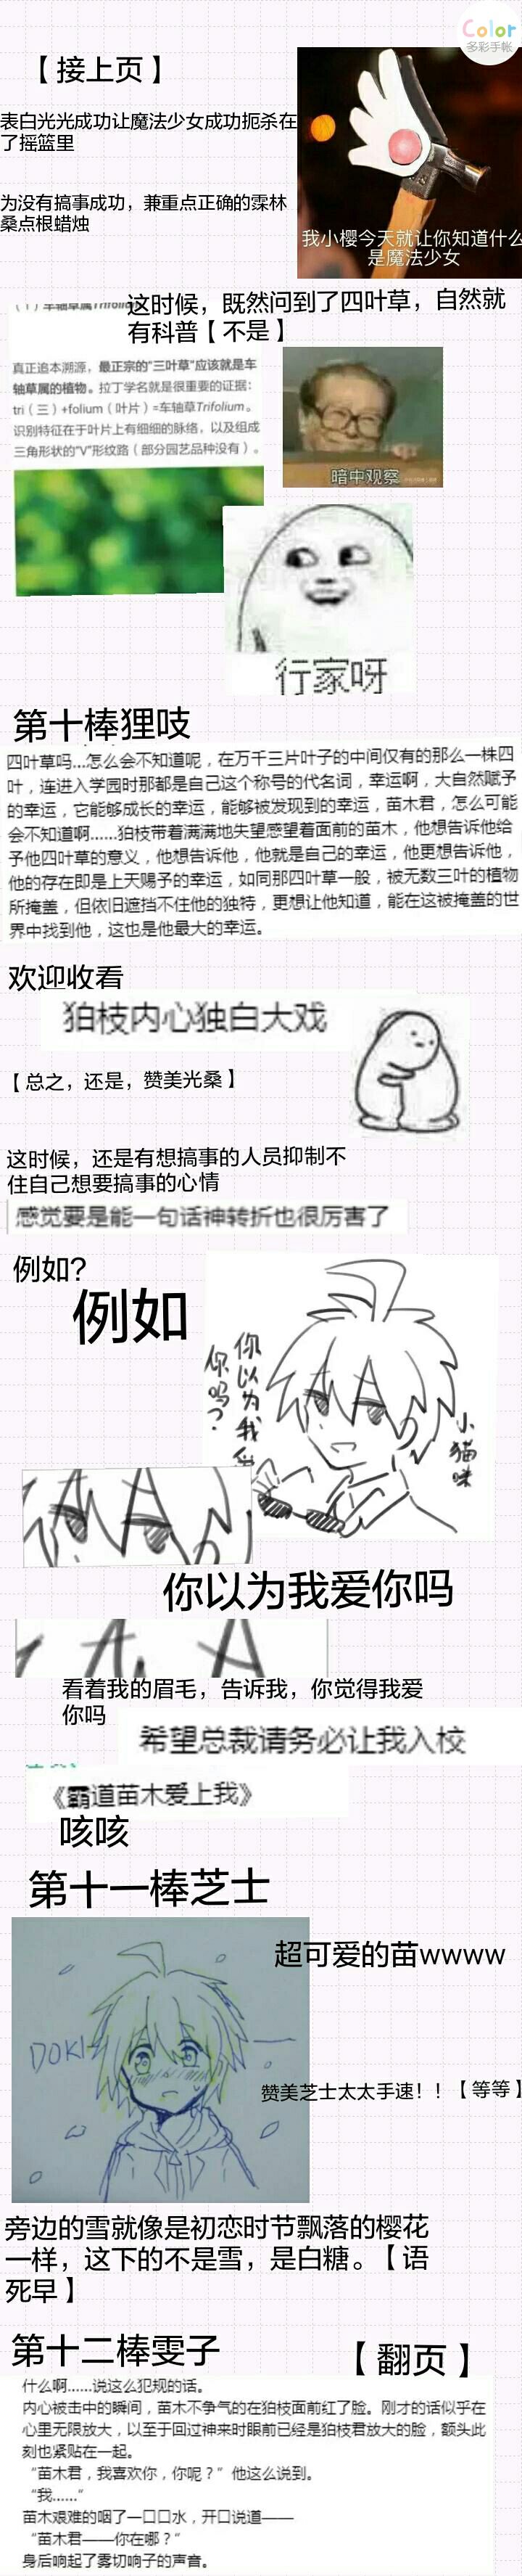 Color
多彩手帐
【接上页】
表白光光成功让魔法少女成功扼杀在
了摇篮里
为没有搞事成功，兼重点正确的霂林
桑点根蜡烛
我小樱今天就让你知道什么
是魔法少女
这时候，既然问到了四叶草，自然就
有科普【不是】
真正追本溯源，最正宗的“三叶草”应该就是车
轴草属的植物。拉丁学名就是很重要的证据：
tri（三）+folium（叶片）=车轴草Trifolium。
识别特征在于叶片上有细细的脉络，以及组成
三角形状的“V”形纹路（部分园艺品种没有）。
暗中观察
行家呀
第十棒狸吱
四叶草吗...怎么会不知道呢，在万千三片叶子的中间仅有的那么一株四
叶，连进入学园时那都是自己这个称号的代名词，幸运啊，大自然赋予
的幸运，它能够成长的幸运，能够被发现到的幸运，苗木君，怎么可能
会不知道啊......狛枝带着满满地失望感望着面前的苗木，他想告诉他给
予他四叶草的意义，他想告诉他，他就是自己的幸运，他更想告诉他，
他的存在即是上天赐予的幸运，如同那四叶草一般，被无数三叶的植物
所掩盖，但依旧遮挡不住他的独特，更想让他知道，能在这被掩盖的世
界中找到他，这也是他最大的幸运。
欢迎收看
狛枝内心独白大戏
【总之，还是，赞美光桑】
这时候，还是有想搞事的人员抑制不
住自己想要搞事的心情
感觉要是能一句话神转折也很厉害了
例如？
例如
你以为我爱
你吗？
小猫咪
你以为我爱你吗
看着我的眉毛，告诉我，你觉得我爱
你吗
希望总裁请务必让我入校
《霸道苗木爱上我》
咳咳
第十一棒芝士
超可爱的苗wwww
DOKI
赞美芝士太太手速！！【等等】
旁边的雪就像是初恋时节飘落的樱花
一样，这下的不是雪，是白糖。【语
死早】
第十二棒雯子
【翻页】
什么啊......说这么犯规的话。
内心被击中的瞬间，苗木不争气的在狛枝面前红了脸。刚才的话似乎在
心里无限放大，以至于回过神来时眼前已经是狛枝君放大的脸，额头此
刻也紧贴在一起。
“苗木君，我喜欢你，你呢？”他这么说到。
“我......”
苗木艰难的咽了一口口水，开口说道——
“苗木君——你在哪？”
身后响起了雾切响子的声音。